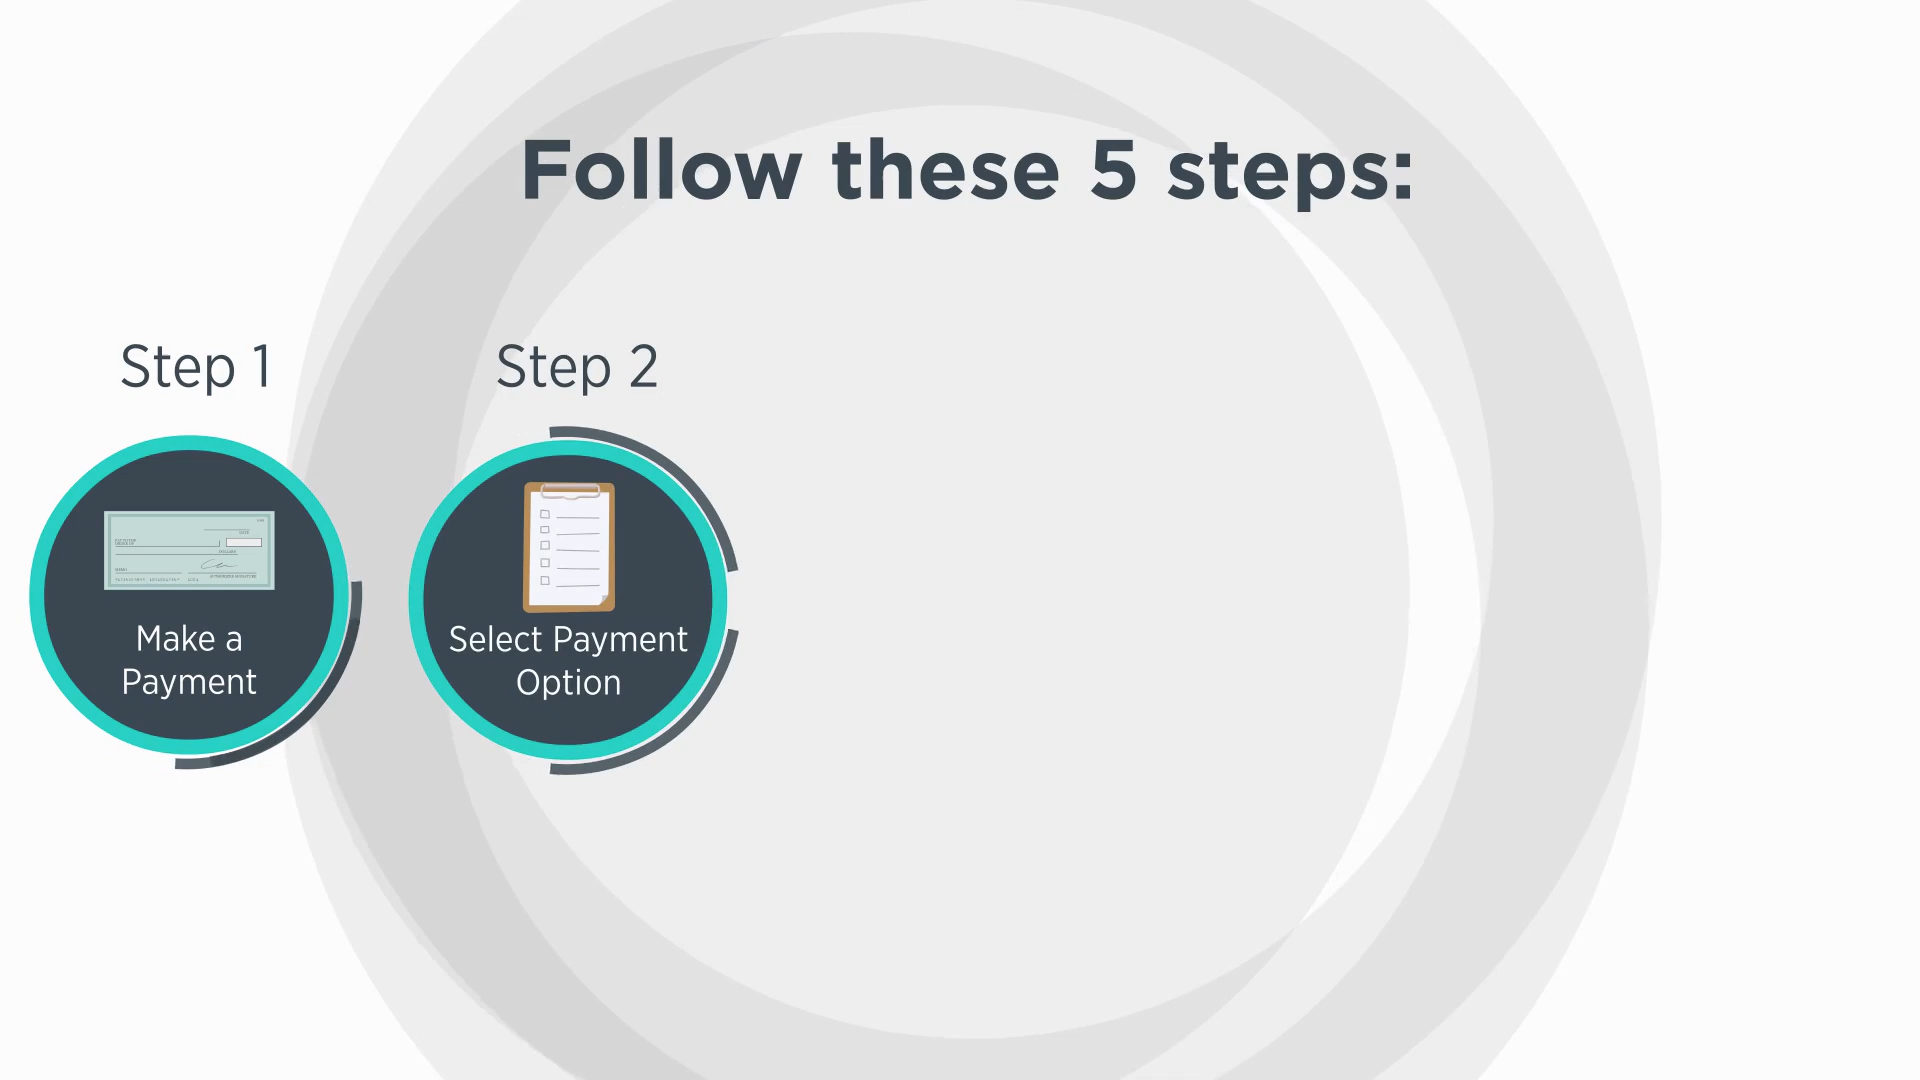 Follow these 5 steps:
Step 1
Step 2
Make a
Payment
Select Payment
Option